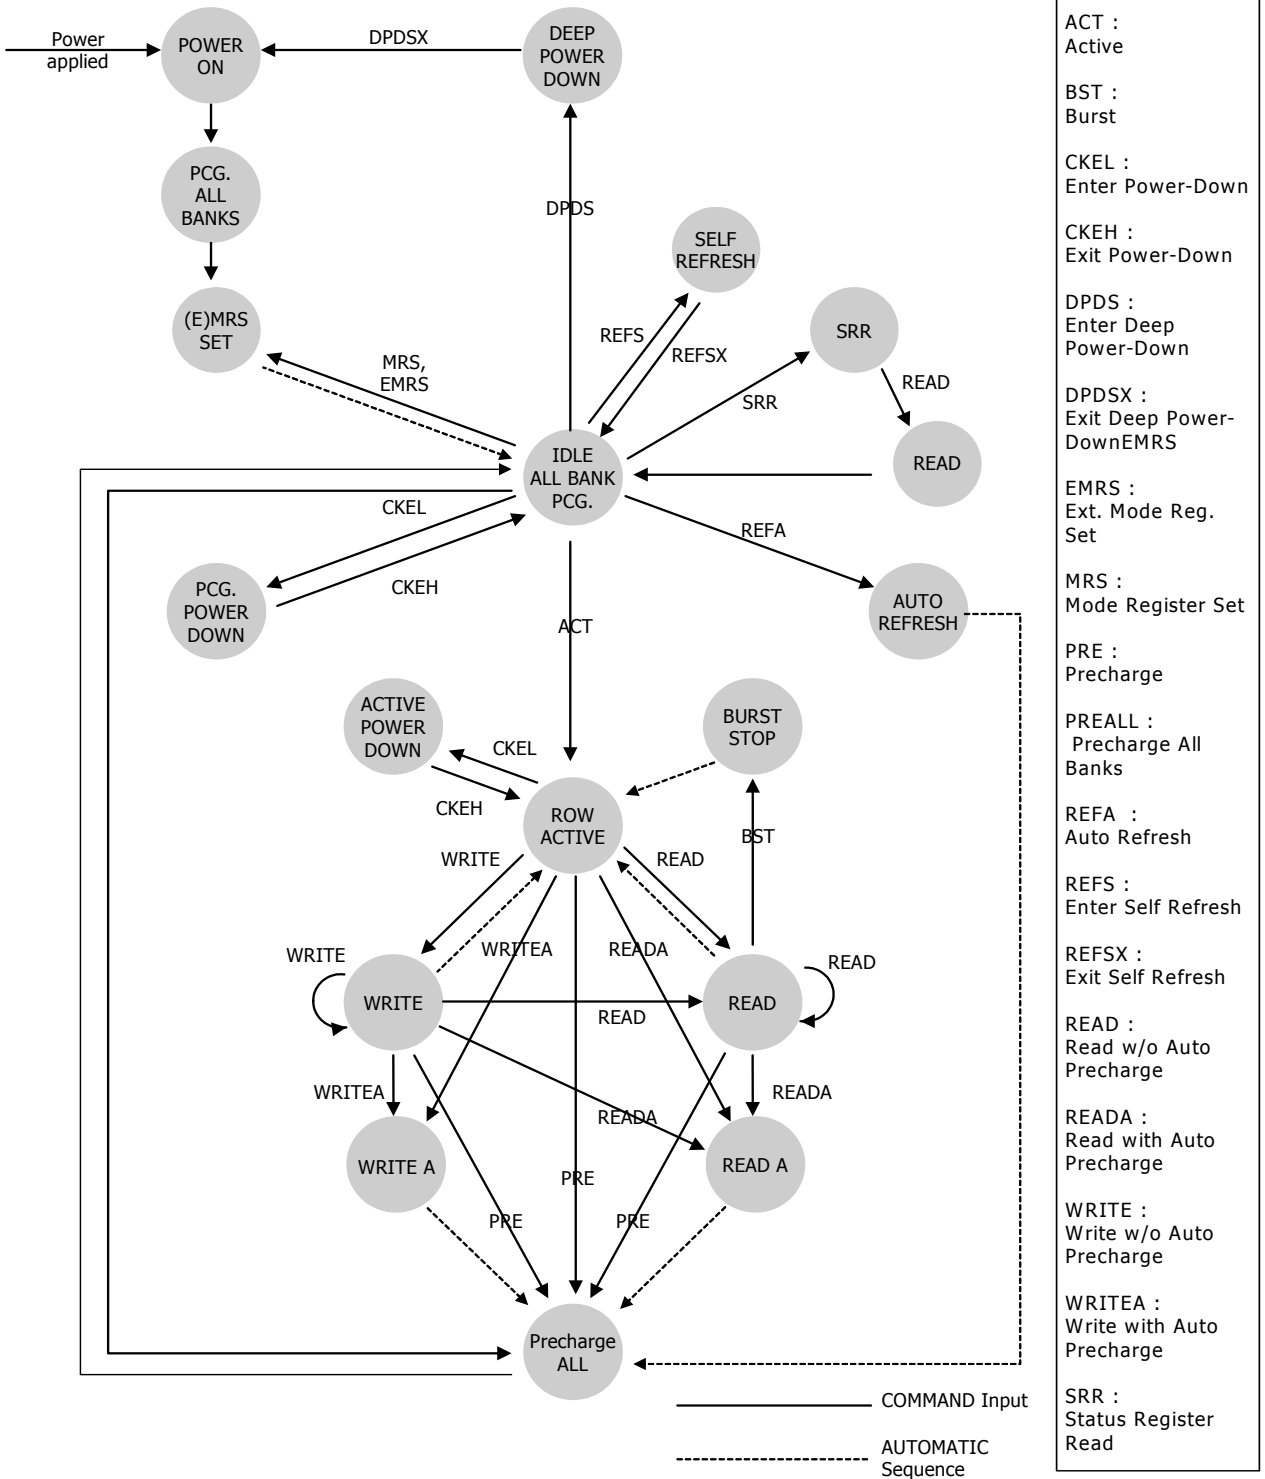 Power
applied
POWER
ON
DPDSX
DEEP
POWER
DOWN
PCG.
ALL
BANKS
DPDS
SELF
REFRESH
(E)MRS
SET
MRS,
EMRS
REFS
REFSX
SRR
SRR
READ
READ
IDLE
ALL BANK
PCG.
CKEL
CKEH
REFA
PCG.
POWER
DOWN
AUTO
REFRESH
ACT
ACTIVE
POWER
DOWN
CKEL
CKEH
BURST
STOP
ROW
ACTIVE
BST
WRITE
READ
WRITE
WRITEA
READA
READ
WRITE
READ
READ
WRITEA
READA
READA
WRITE A
READ A
PRE
PRE
PRE
Precharge
ALL
COMMAND Input
AUTOMATIC
Sequence
ACT :
Active
BST :
Burst
CKEL :
Enter Power-Down
CKEH :
Exit Power-Down
DPDS :
Enter Deep
Power-Down
DPDSX :
Exit Deep Power-
DownEMRS
EMRS :
Ext. Mode Reg.
Set
MRS :
Mode Register Set
PRE :
Precharge
PREALL :
Precharge All
Banks
REFA :
Auto Refresh
REFS :
Enter Self Refresh
REFSX :
Exit Self Refresh
READ :
Read w/o Auto
Precharge
READA :
Read with Auto
Precharge
WRITE :
Write w/o Auto
Precharge
WRITEA :
Write with Auto
Precharge
SRR :
Status Register
Read